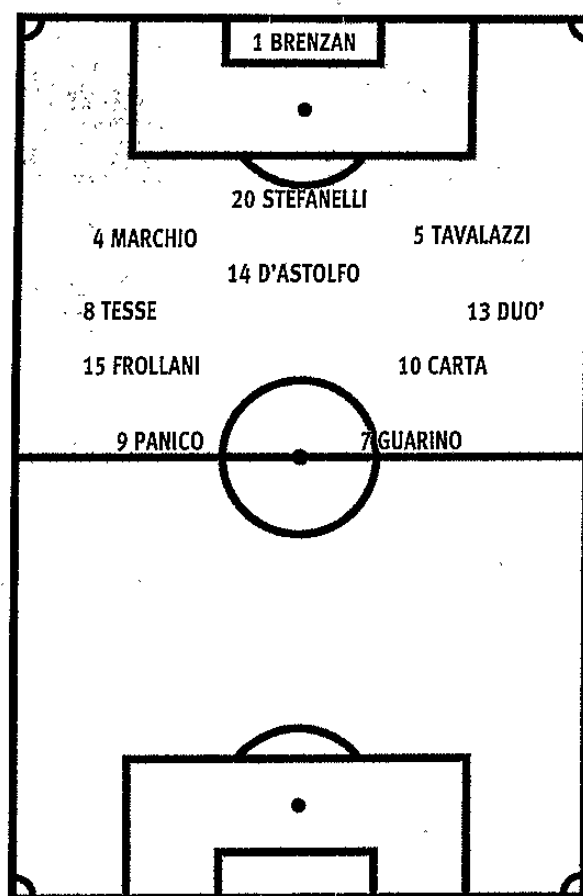 1 BRENZAN
20 STEFANELLI
4 MARCHIO
5 TAVALAZZI
14 D'ASTOLFO
8 TESSE
13 DUO'
15 FROLLANI
10 CARTA
9 PANICO
7 GUARINO